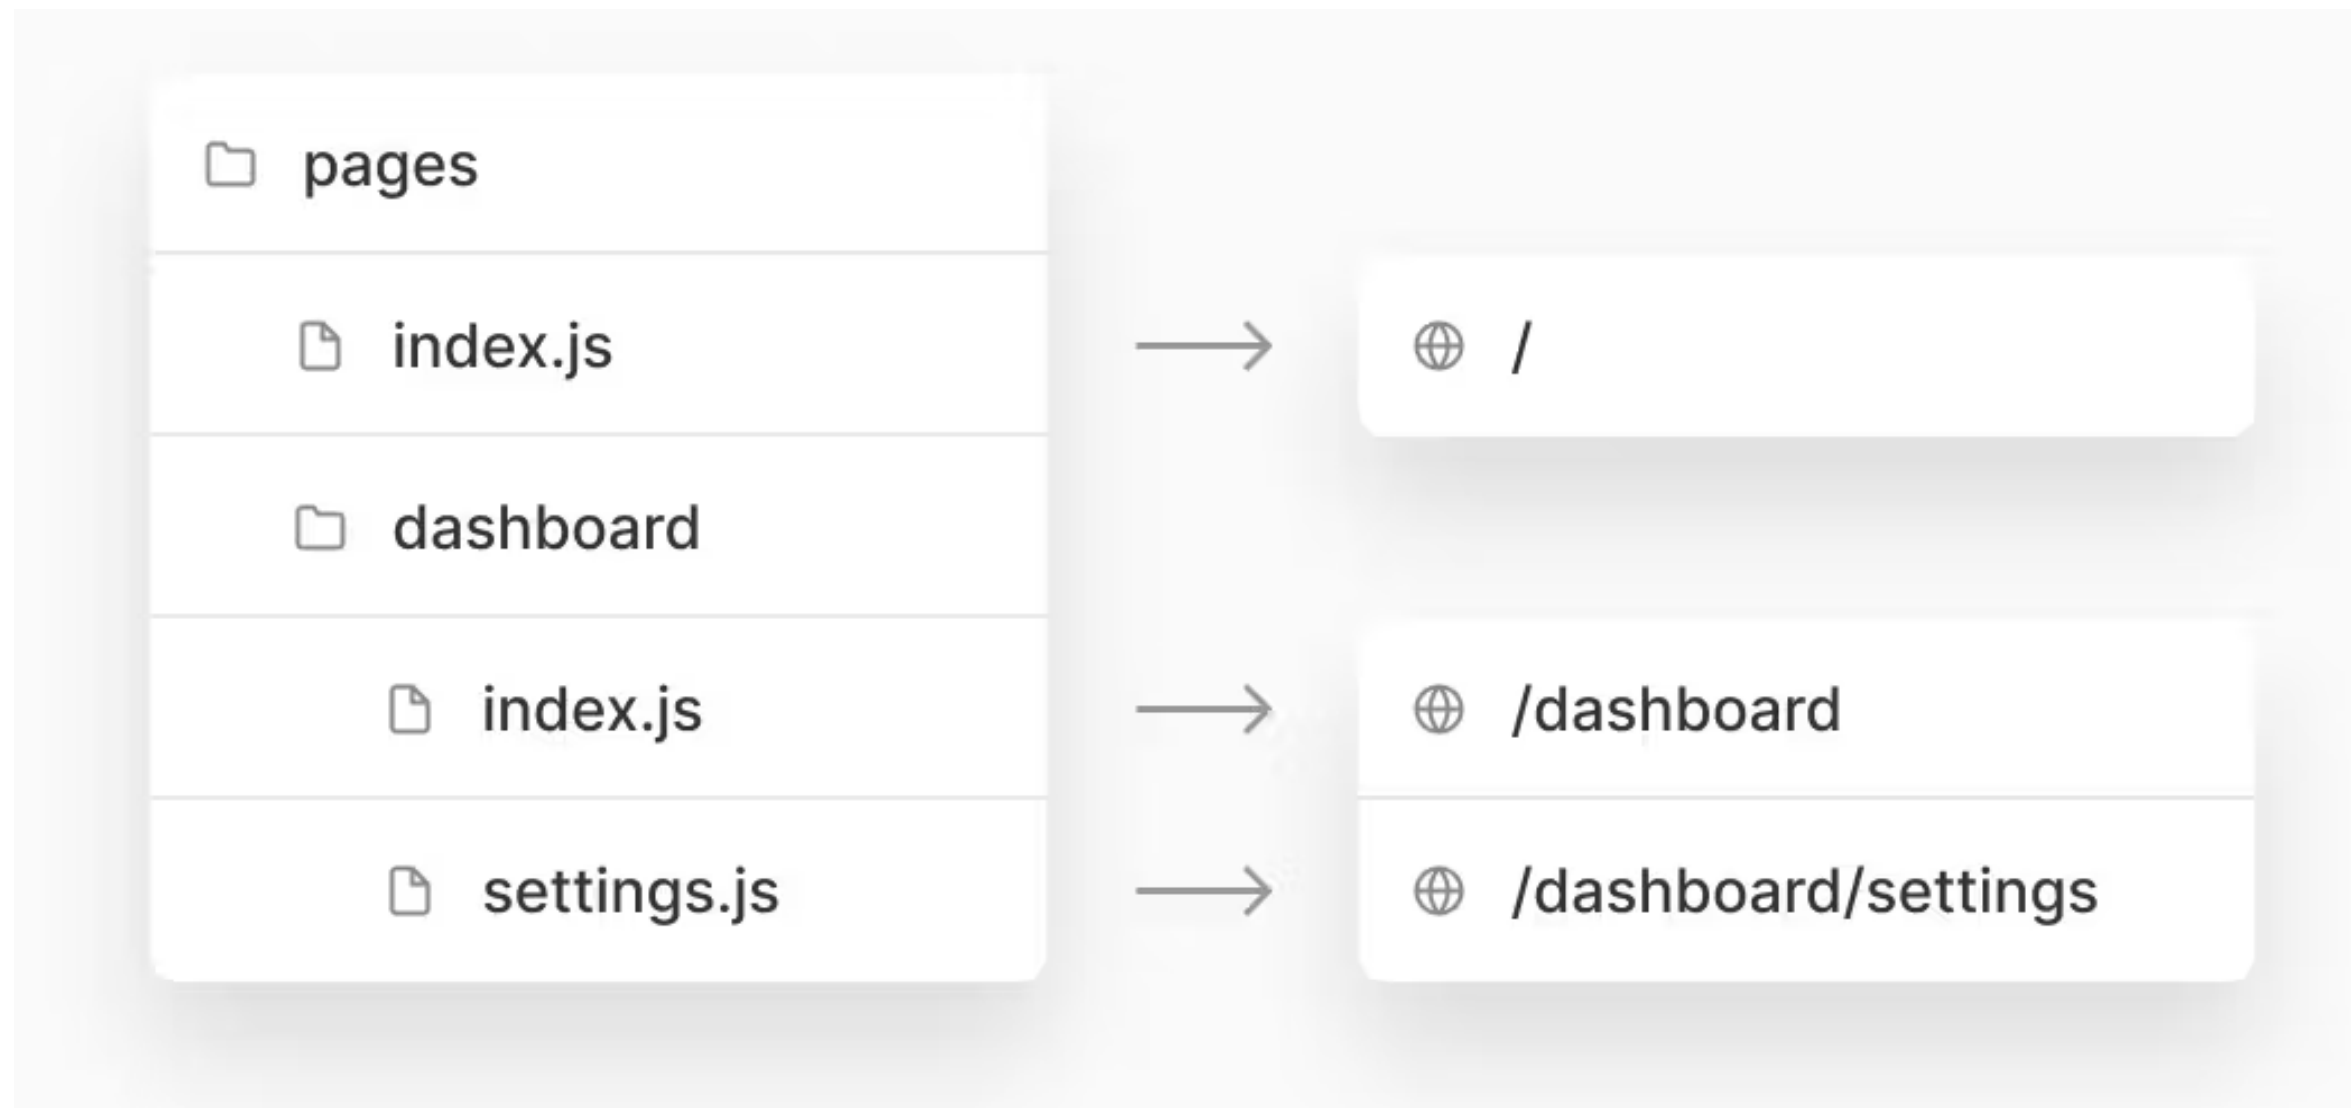 pages
index.js
/
dashboard
index.js
/dashboard
settings.js
/dashboard/settings